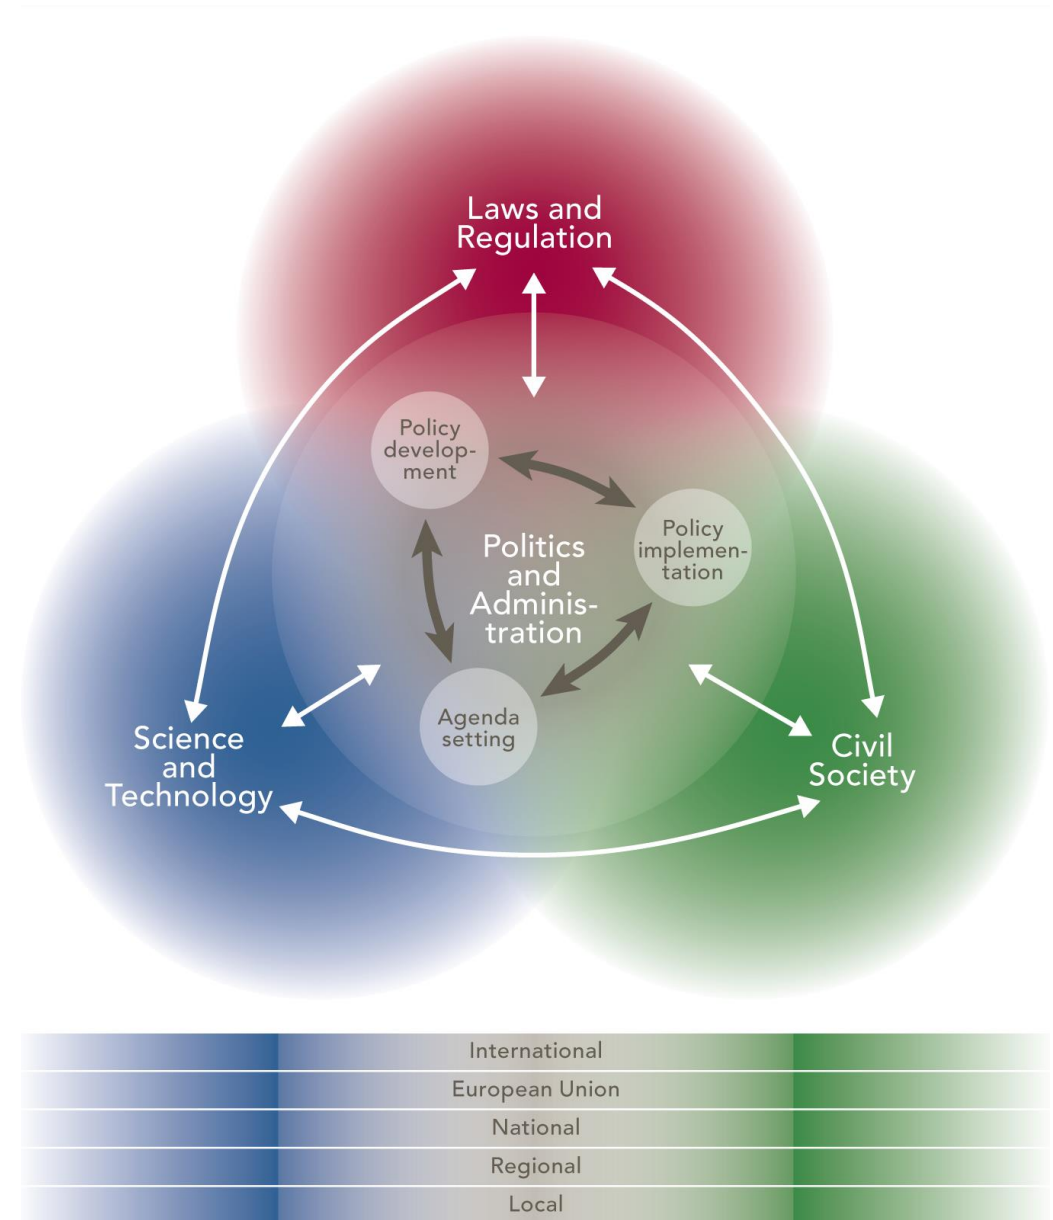 Laws and
Regulation
Policy
develop-
ment
Policy
implemen-
tation
Politics
and
Adminis-
tration
Agenda
setting
Science
and
Technology
Civil
Society
International
European Union
National
Regional
Local